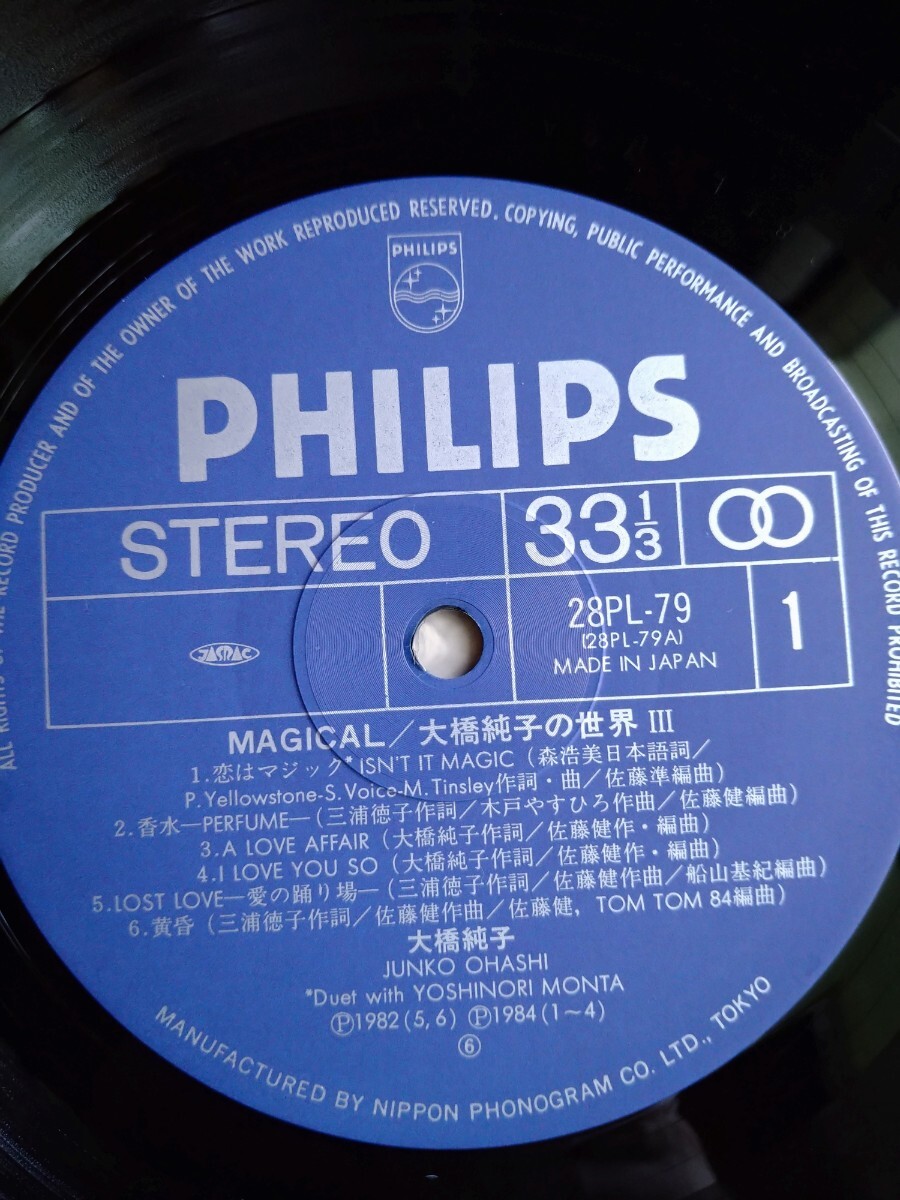 ALL RIGHTS OF THE RECORD PRODUCER AND OF THE OWNER OF THE WORK REPRODUCED RESERVED. COPYING, PUBLIC PERFORMANCE AND BROADCASTING OF THIS RECORD PROHIBITED
PHILIPS
PHILIPS
STEREO
33 1/3
28PL-79
(28PL-79A)
MADE IN JAPAN
1
JASRAC
MAGICAL/大橋純子の世界 III
1.恋はマジック* ISN'T IT MAGIC (森浩美日本語詞/
P.Yellowstone-S.Voice-M.Tinsley作詞・曲/佐藤準編曲)
2.香水—PERFUME—(三浦徳子作詞/木戸やすひろ作曲/佐藤健編曲)
3.A LOVE AFFAIR (大橋純子作詞/佐藤健作・編曲)
4.I LOVE YOU SO (大橋純子作詞/佐藤健作・編曲)
5.LOST LOVE—愛の踊り場—(三浦徳子作詞/佐藤健作曲/船山基紀編曲)
6.黄昏 (三浦徳子作詞/佐藤健作曲/佐藤健, TOM TOM 84編曲)
大橋純子
JUNKO OHASHI
*Duet with YOSHINORI MONTA
Ⓟ1982 (5,6) Ⓟ1984 (1~4)
⑥
MANUFACTURED BY NIPPON PHONOGRAM CO. LTD., TOKYO